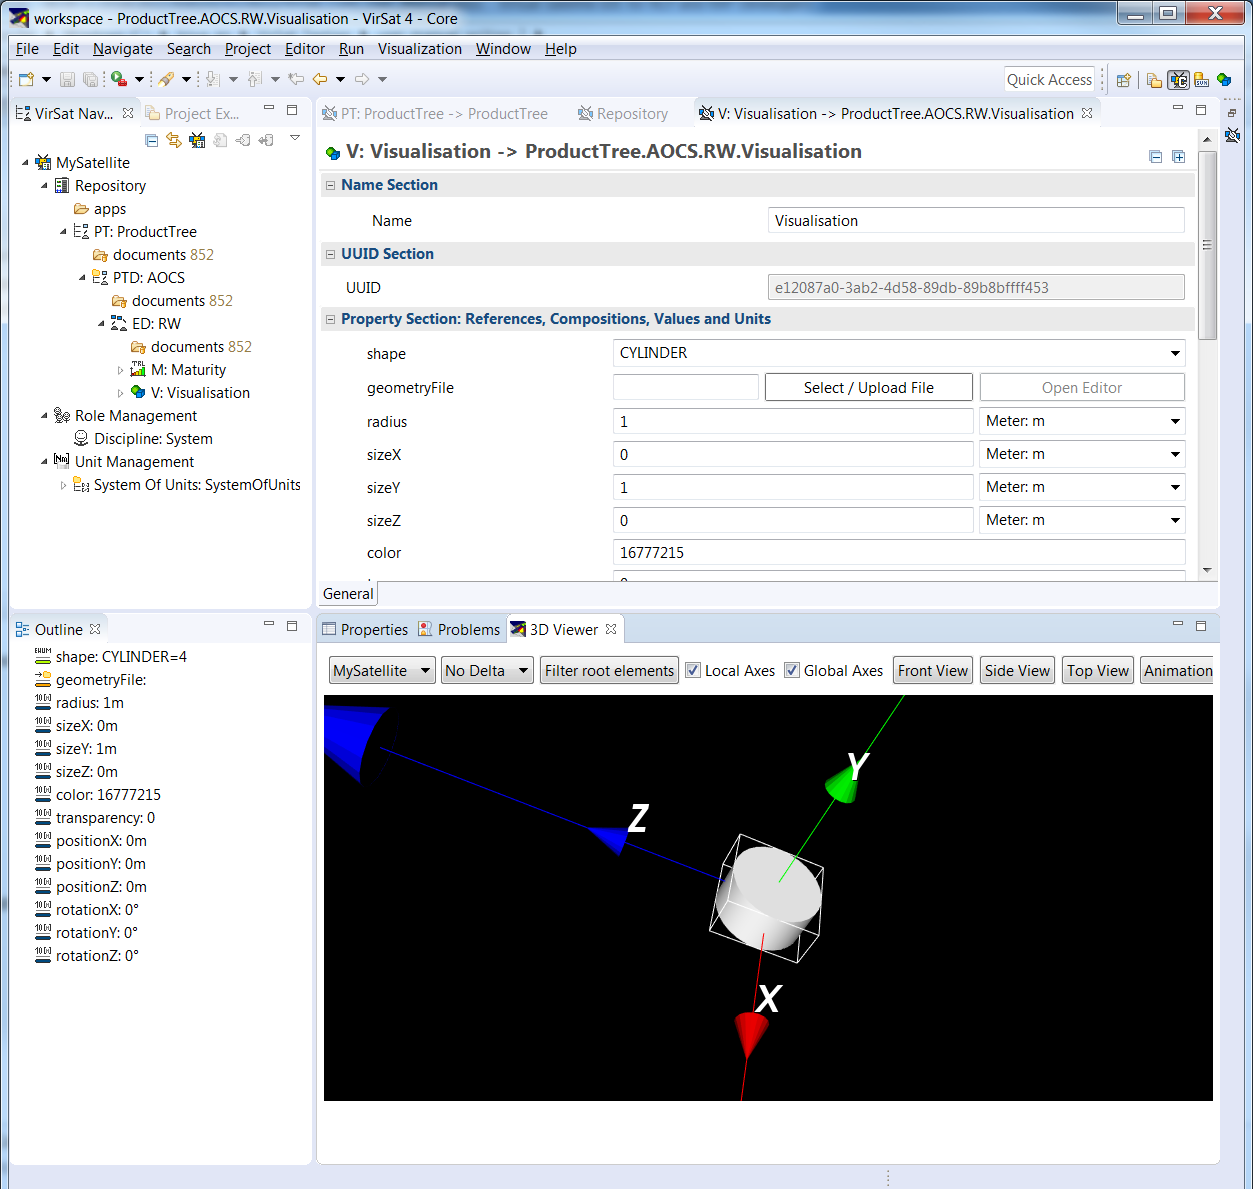 workspace - ProductTree.AOCS.RW.Visualisation - VirSat 4 - Core
File Edit Navigate Search Project Editor Run Visualization Window Help
Quick Access
VirSat Nav... Project Ex...
MySatellite
Repository
apps
PT: ProductTree
documents 852
PTD: AOCS
documents 852
ED: RW
documents 852
M: Maturity
V: Visualisation
Role Management
Discipline: System
Unit Management
System Of Units: SystemOfUnits
PT: ProductTree -> ProductTree Repository V: Visualisation -> ProductTree.AOCS.RW.Visualisation
V: Visualisation -> ProductTree.AOCS.RW.Visualisation
Name Section
Name Visualisation
UUID Section
UUID e12087a0-3ab2-4d58-89db-89b8bffff453
Property Section: References, Compositions, Values and Units
shape CYLINDER
geometryFile Select / Upload File Open Editor
radius 1 Meter: m
sizeX 0 Meter: m
sizeY 1 Meter: m
sizeZ 0 Meter: m
color 16777215
General
Outline
shape: CYLINDER=4
geometryFile:
radius: 1m
sizeX: 0m
sizeY: 1m
sizeZ: 0m
color: 16777215
transparency: 0
positionX: 0m
positionY: 0m
positionZ: 0m
rotationX: 0°
rotationY: 0°
rotationZ: 0°
Properties Problems 3D Viewer
MySatellite No Delta Filter root elements Local Axes Global Axes Front View Side View Top View Animation
Y
Z
X